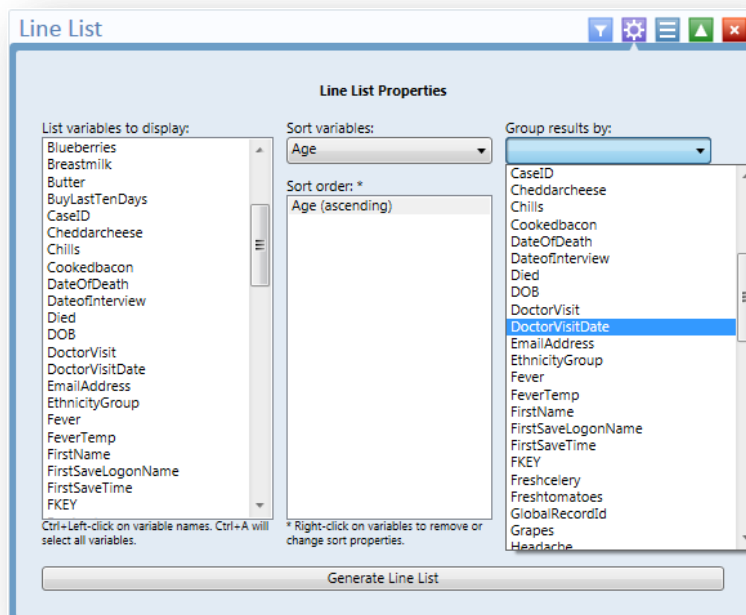 Line List
Line List Properties
List variables to display:
Blueberries
Breastmilk
Butter
BuyLastTenDays
CaseID
Cheddarcheese
Chills
Cookedbacon
DateOfDeath
DateofInterview
Died
DOB
DoctorVisit
DoctorVisitDate
EmailAddress
EthnicityGroup
Fever
FeverTemp
FirstName
FirstSaveLogonName
FirstSaveTime
FKEY
Ctrl+Left-click on variable names. Ctrl+A will
select all variables.
Sort variables:
Age
Sort order: *
Age (ascending)
* Right-click on variables to remove or
change sort properties.
Group results by:
CaseID
Cheddarcheese
Chills
Cookedbacon
DateOfDeath
DateofInterview
Died
DOB
DoctorVisit
DoctorVisitDate
EmailAddress
EthnicityGroup
Fever
FeverTemp
FirstName
FirstSaveLogonName
FirstSaveTime
FKEY
Freshcelery
Freshtomatoes
GlobalRecordId
Grapes
Headache
Generate Line List